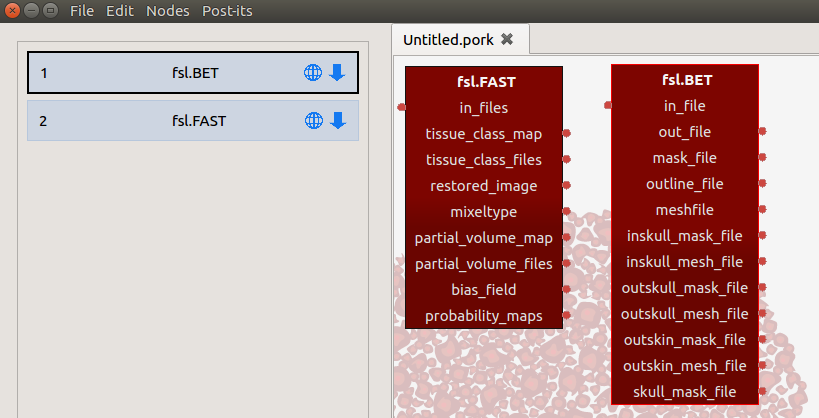 File Edit Nodes Post-its
1 fsl.BET
2 fsl.FAST
Untitled.pork
fsl.FAST
in_files
tissue_class_map
tissue_class_files
restored_image
mixeltype
partial_volume_map
partial_volume_files
bias_field
probability_maps
fsl.BET
in_file
out_file
mask_file
outline_file
meshfile
inskull_mask_file
inskull_mesh_file
outskull_mask_file
outskull_mesh_file
outskin_mask_file
outskin_mesh_file
skull_mask_file